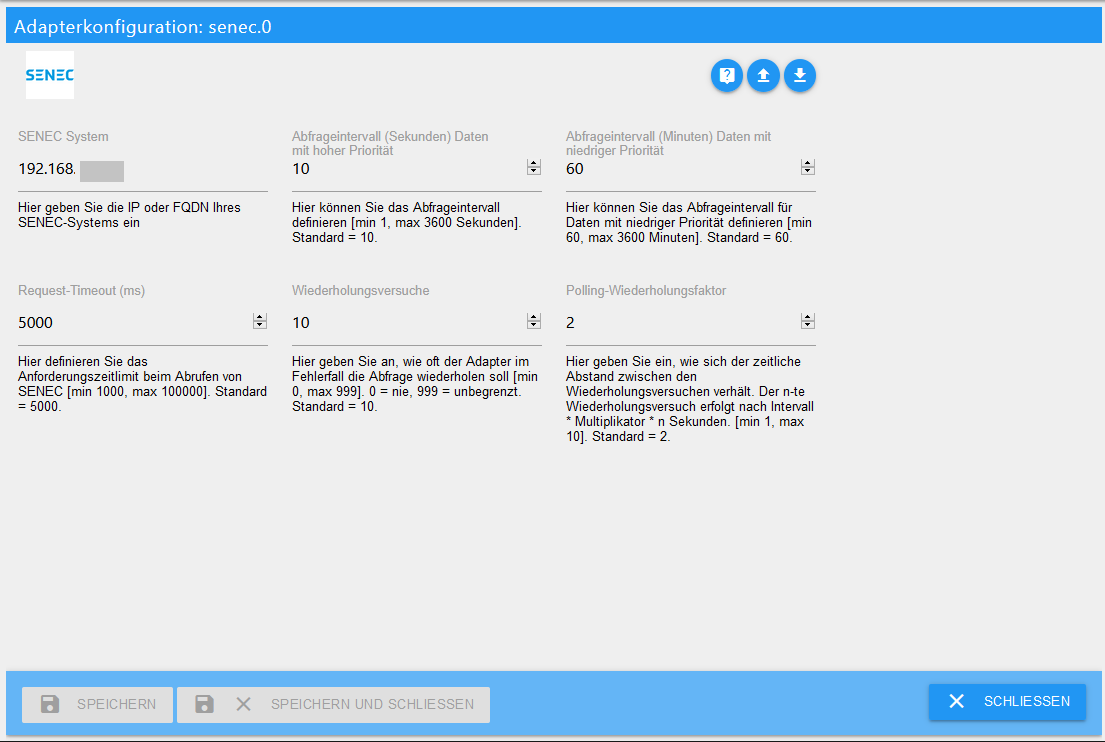 Adapterkonfiguration: senec.0
SENEC
SENEC System
192.168.
Hier geben Sie die IP oder FQDN Ihres
SENEC-Systems ein
Abfrageintervall (Sekunden) Daten
mit hoher Priorität
10
Hier können Sie das Abfrageintervall
definieren [min 1, max 3600 Sekunden].
Standard = 10.
Abfrageintervall (Minuten) Daten mit
niedriger Priorität
60
Hier können Sie das Abfrageintervall für
Daten mit niedriger Priorität definieren [min
60, max 3600 Minuten]. Standard = 60.
Request-Timeout (ms)
5000
Hier definieren Sie das
Anforderungszeitlimit beim Abrufen von
SENEC [min 1000, max 100000]. Standard
= 5000.
Wiederholungsversuche
10
Hier geben Sie an, wie oft der Adapter im
Fehlerfall die Abfrage wiederholen soll [min
0, max 999]. 0 = nie, 999 = unbegrenzt.
Standard = 10.
Polling-Wiederholungsfaktor
2
Hier geben Sie ein, wie sich der zeitliche
Abstand zwischen den
Wiederholungsversuchen verhält. Der n-te
Wiederholungsversuch erfolgt nach Intervall
* Multiplikator * n Sekunden. [min 1, max
10]. Standard = 2.
SPEICHERN
SPEICHERN UND SCHLIESSEN
SCHLIESSEN